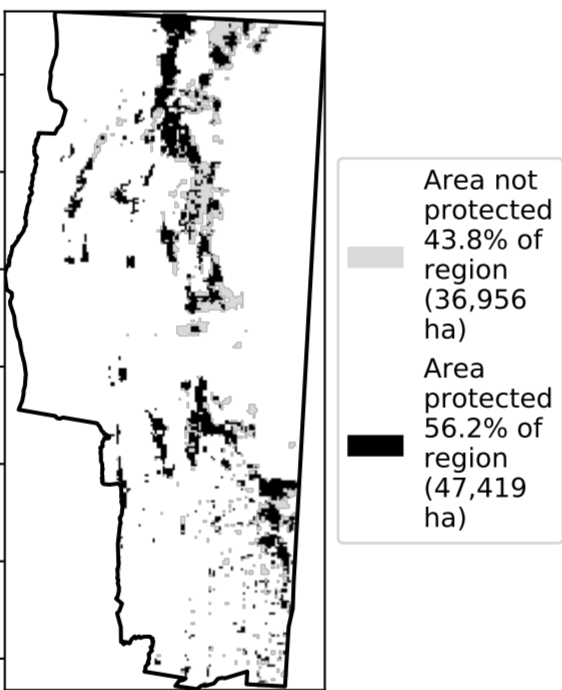 Area not
protected
43.8% of
region
(36,956
ha)
Area
protected
56.2% of
region
(47,419
ha)